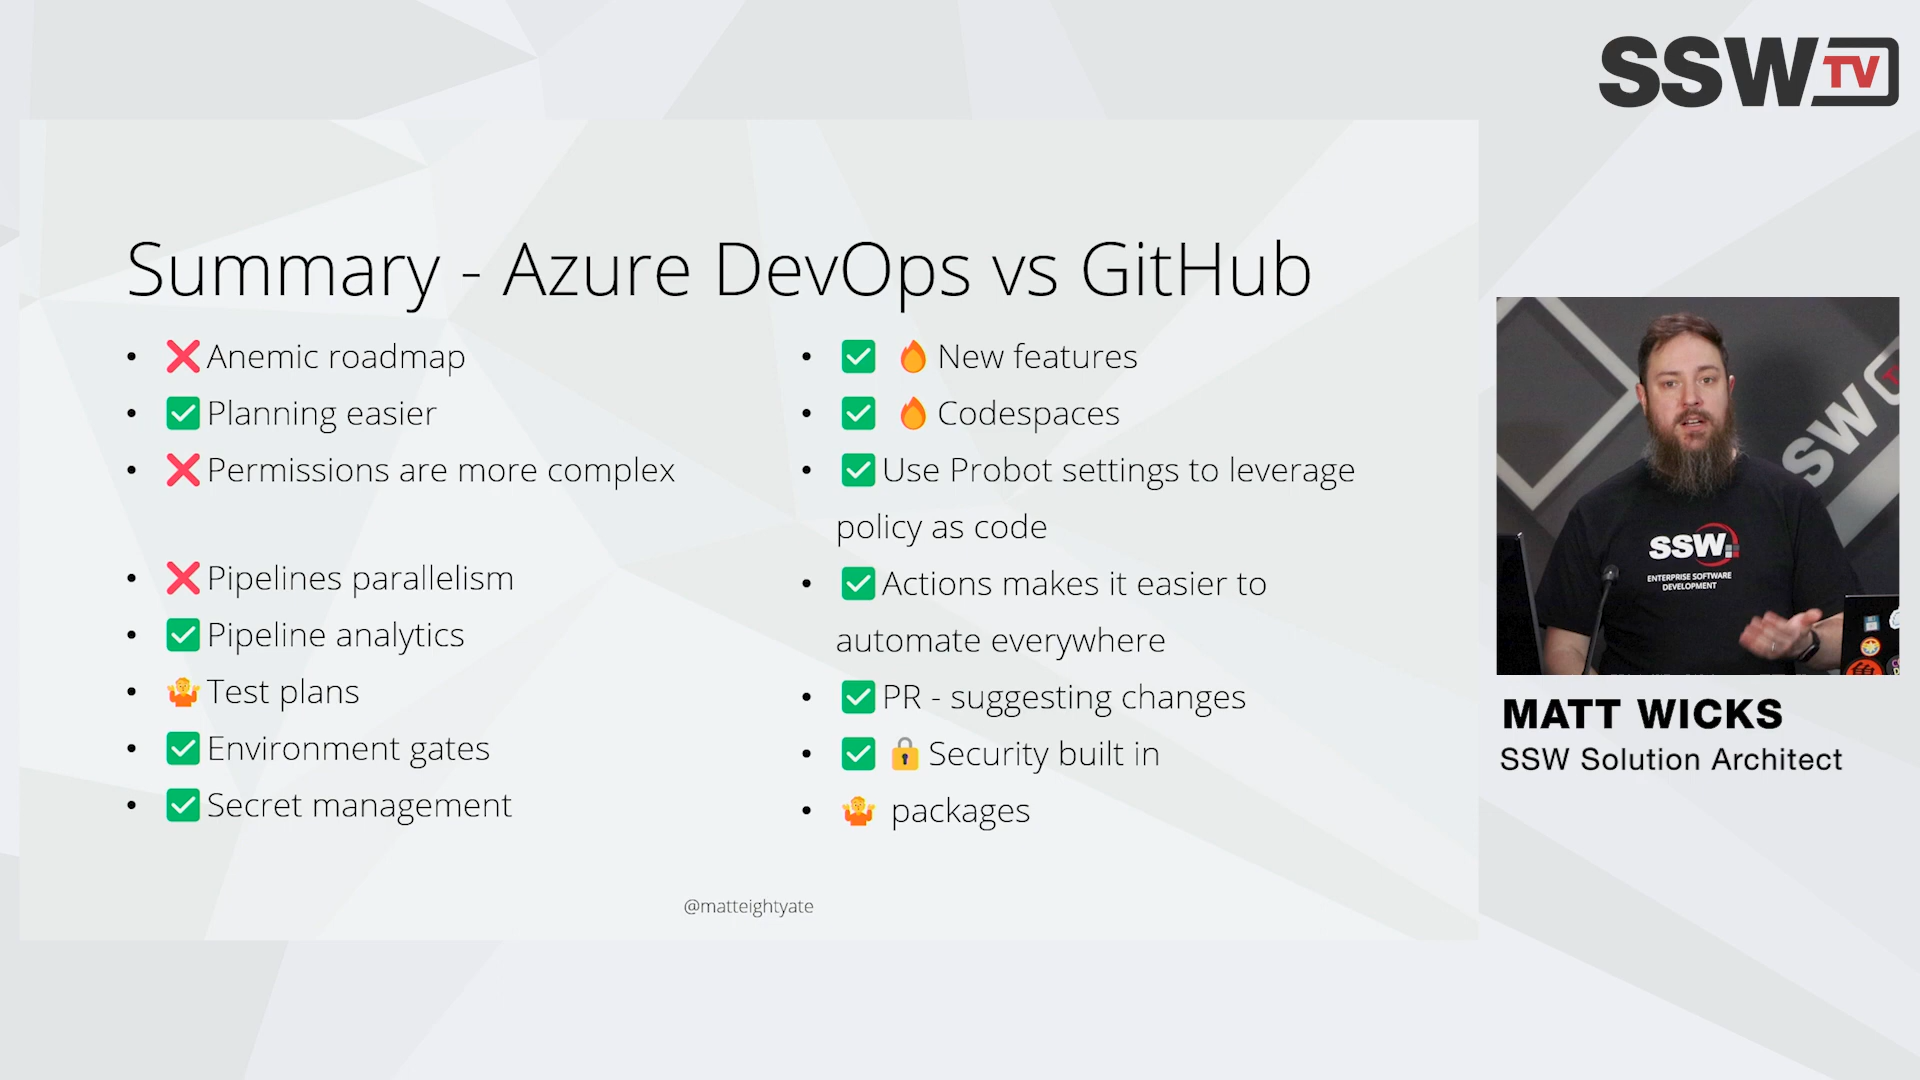 SSW TV
Summary - Azure DevOps vs GitHub
• ❌ Anemic roadmap
• ✅ Planning easier
• ❌ Permissions are more complex
• ❌ Pipelines parallelism
• ✅ Pipeline analytics
• 🤷 Test plans
• ✅ Environment gates
• ✅ Secret management
• ✅ 🔥 New features
• ✅ 🔥 Codespaces
• ✅ Use Probot settings to leverage
policy as code
• ✅ Actions makes it easier to
automate everywhere
• ✅ PR - suggesting changes
• ✅ 🔒 Security built in
• 🤷 packages
@matteightyate
SSW
ENTERPRISE SOFTWARE
DEVELOPMENT
SW
MATT WICKS
SSW Solution Architect